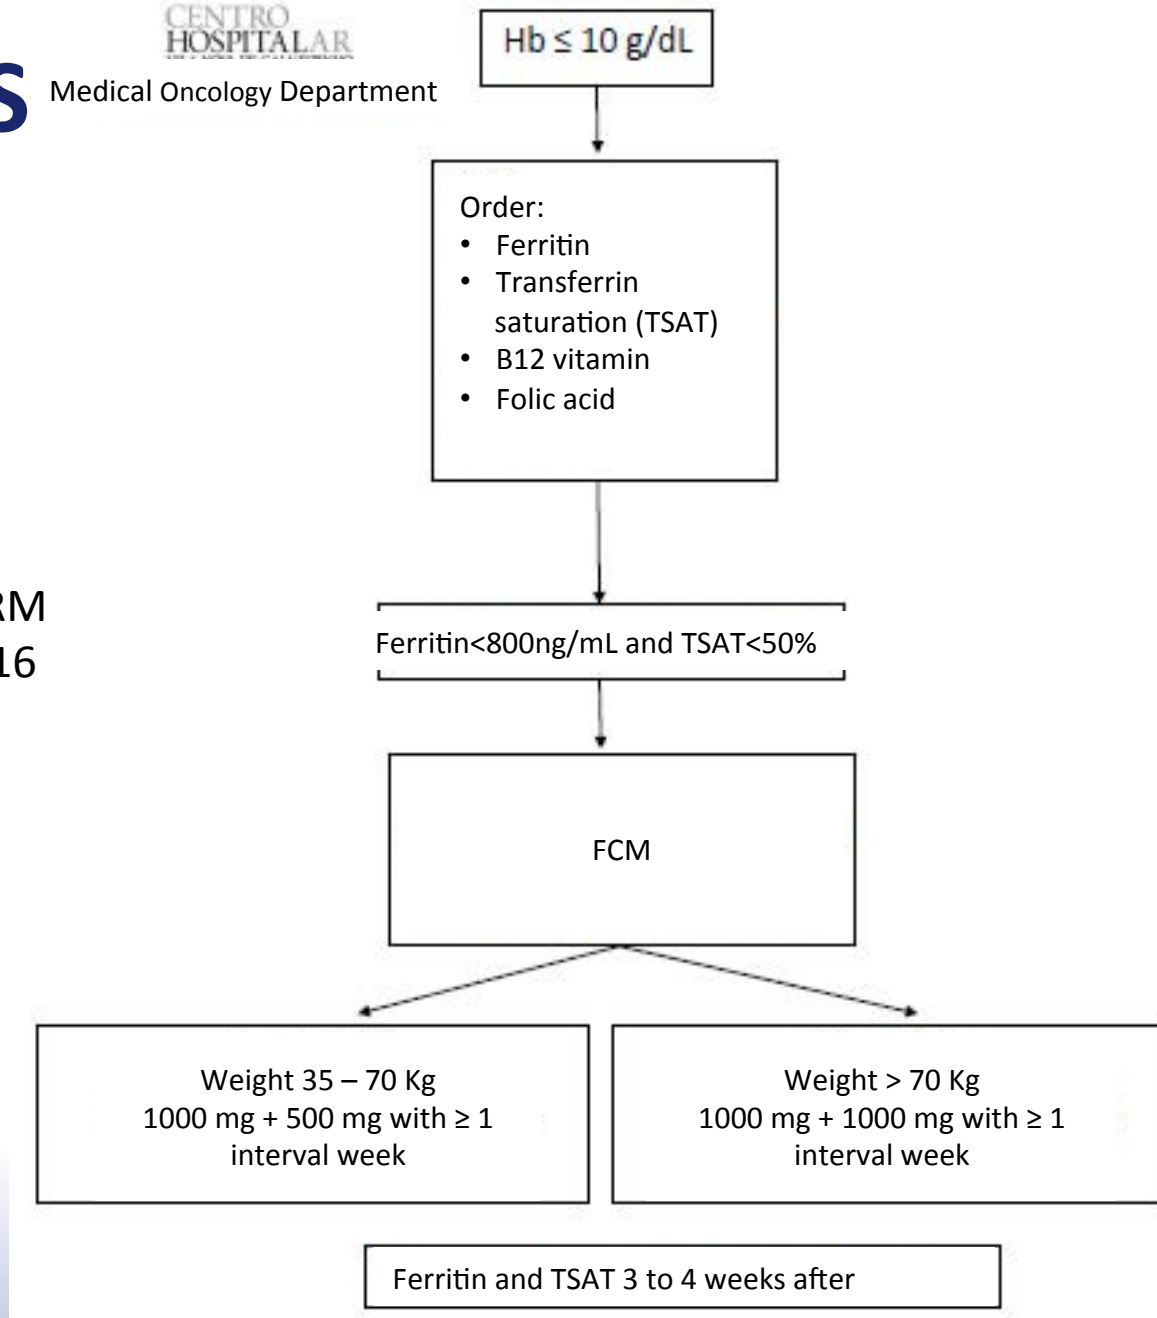 CENTRO
HOSPITALAR
Medical Oncology Department
S
Hb ≤ 10 g/dL
Order:
• Ferritin
• Transferrin
saturation (TSAT)
• B12 vitamin
• Folic acid
RM
16
Ferritin<800ng/mL and TSAT<50%
FCM
Weight 35 – 70 Kg
1000 mg + 500 mg with ≥ 1
interval week
Weight > 70 Kg
1000 mg + 1000 mg with ≥ 1
interval week
Ferritin and TSAT 3 to 4 weeks after